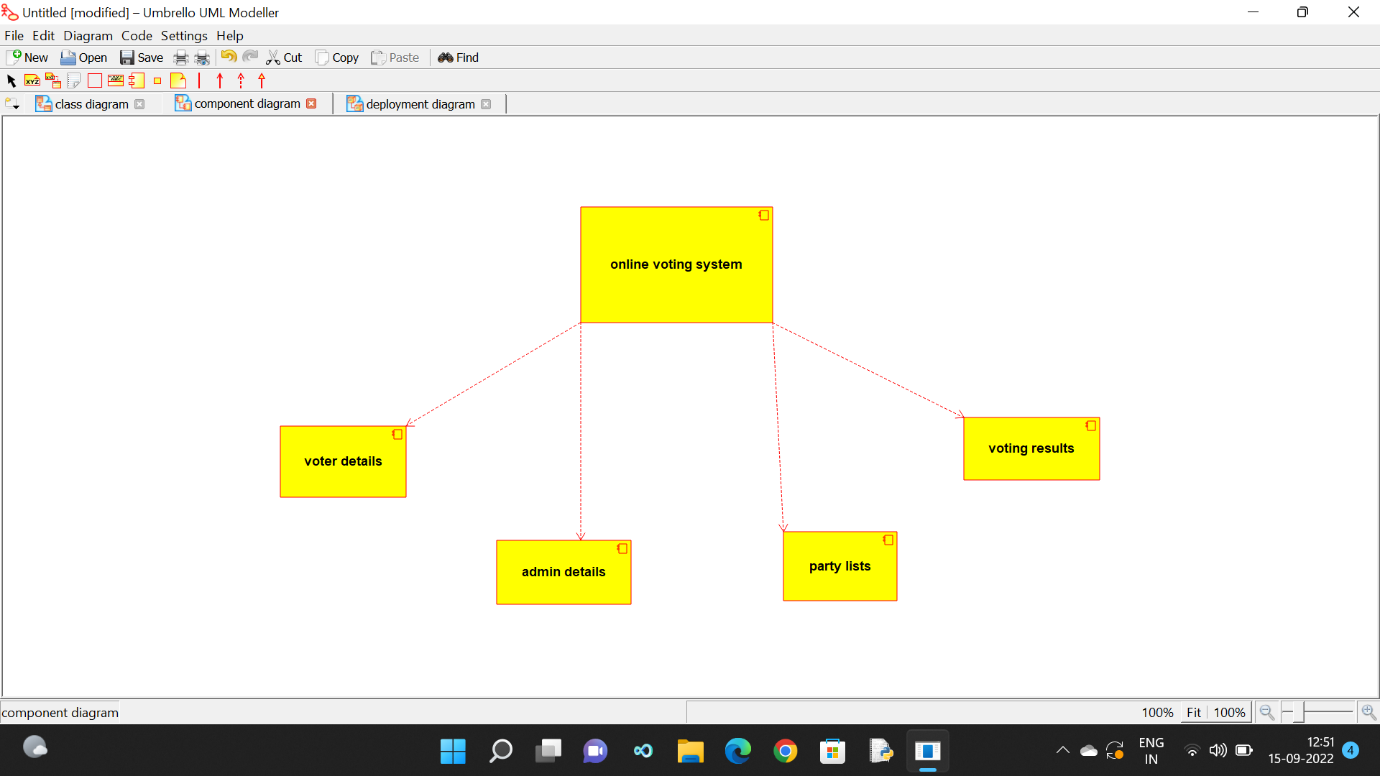 Untitled [modified] – Umbrello UML Modeller
File Edit Diagram Code Settings Help
New Open Save Cut Copy Paste Find
class diagram component diagram deployment diagram
online voting system
voter details
voting results
admin details
party lists
component diagram 100% Fit 100%
ENG 12:51
IN 15-09-2022 4